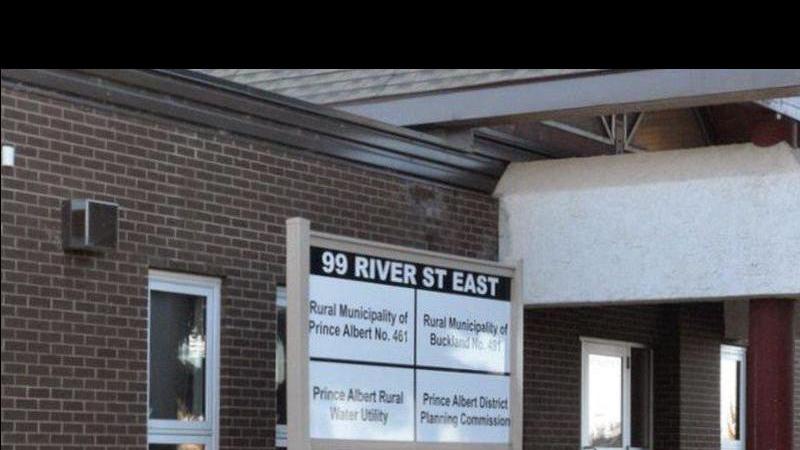 99 RIVER ST EAST
Rural Municipality of
Prince Albert No. 461
Rural Municipality of
Buckland No. 491
Prince Albert Rural
Water Utility
Prince Albert District
Planning Commission